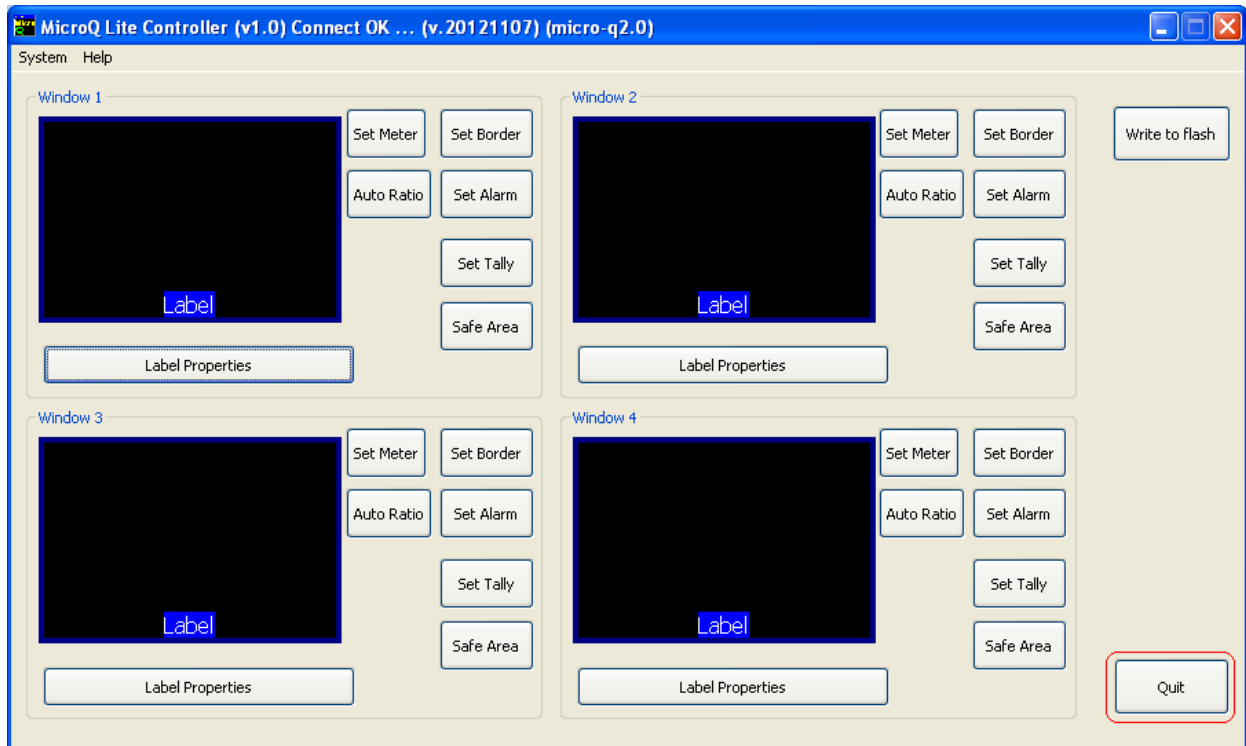 MicroQ Lite Controller (v1.0) Connect OK ... (v.20121107) (micro-q2.0)
System Help
Window 1
Set Meter
Set Border
Auto Ratio
Set Alarm
Set Tally
Label
Safe Area
Label Properties
Window 2
Set Meter
Set Border
Auto Ratio
Set Alarm
Set Tally
Label
Safe Area
Label Properties
Write to flash
Window 3
Set Meter
Set Border
Auto Ratio
Set Alarm
Set Tally
Label
Safe Area
Label Properties
Window 4
Set Meter
Set Border
Auto Ratio
Set Alarm
Set Tally
Label
Safe Area
Label Properties
Quit